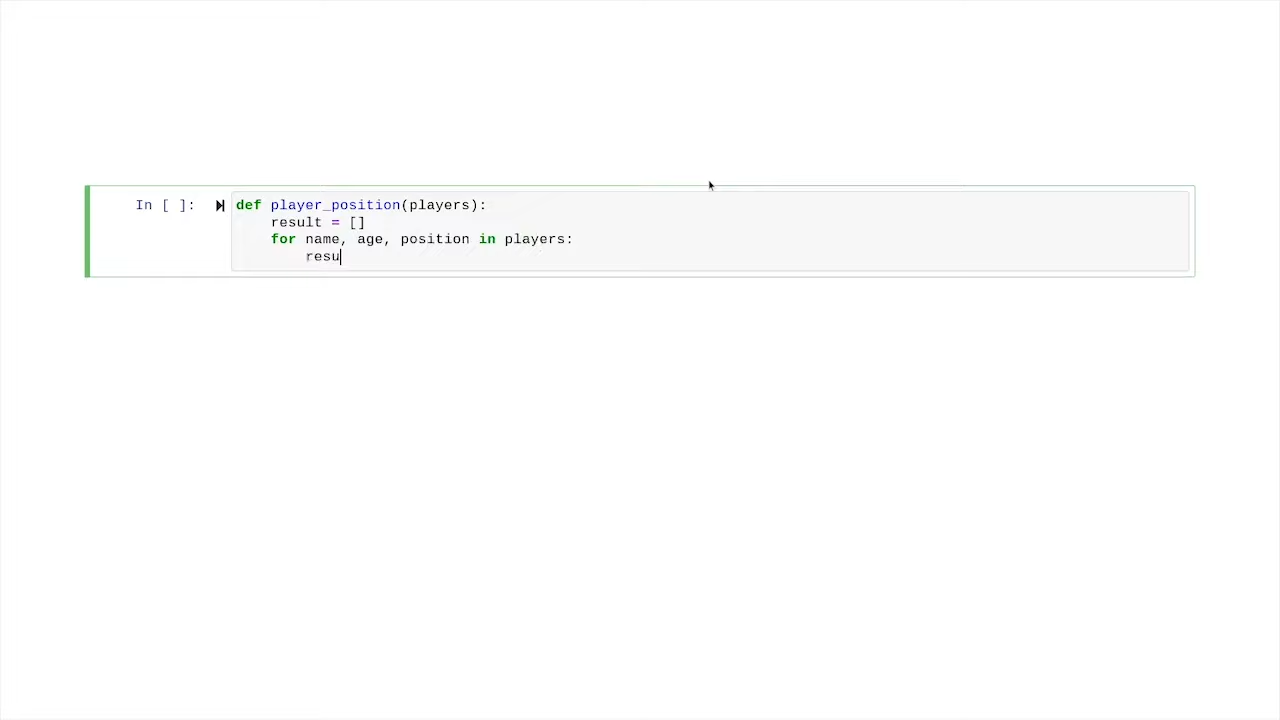 In [ ]: def player_position(players):
    result = []
    for name, age, position in players:
        resu